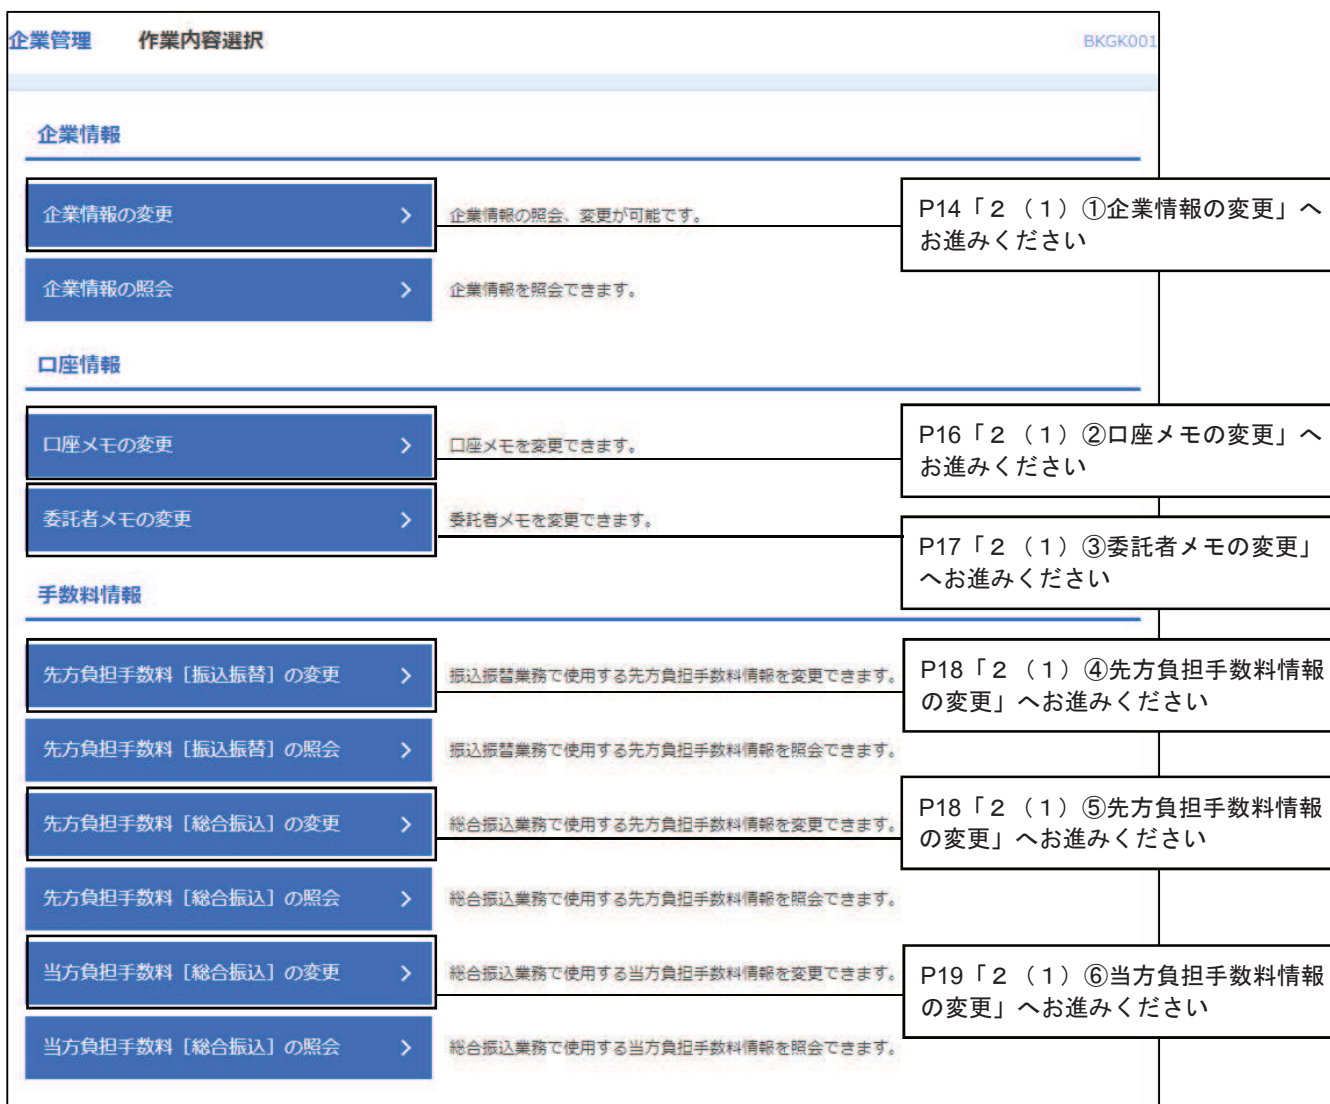 企業管理 作業内容選択 BKGK001
企業情報
企業情報の変更 企業情報の照会、変更が可能です。
P14「２（１）①企業情報の変更」へ
お進みください
企業情報の照会 企業情報を照会できます。
口座情報
口座メモの変更 口座メモを変更できます。
P16「２（１）②口座メモの変更」へ
お進みください
委託者メモの変更 委託者メモを変更できます。
P17「２（１）③委託者メモの変更」
へお進みください
手数料情報
先方負担手数料［振込振替］の変更 振込振替業務で使用する先方負担手数料情報を変更できます。
P18「２（１）④先方負担手数料情報
の変更」へお進みください
先方負担手数料［振込振替］の照会 振込振替業務で使用する先方負担手数料情報を照会できます。
先方負担手数料［総合振込］の変更 総合振込業務で使用する先方負担手数料情報を変更できます。
P18「２（１）⑤先方負担手数料情報
の変更」へお進みください
先方負担手数料［総合振込］の照会 総合振込業務で使用する先方負担手数料情報を照会できます。
当方負担手数料［総合振込］の変更 総合振込業務で使用する当方負担手数料情報を変更できます。
P19「２（１）⑥当方負担手数料情報
の変更」へお進みください
当方負担手数料［総合振込］の照会 総合振込業務で使用する当方負担手数料情報を照会できます。